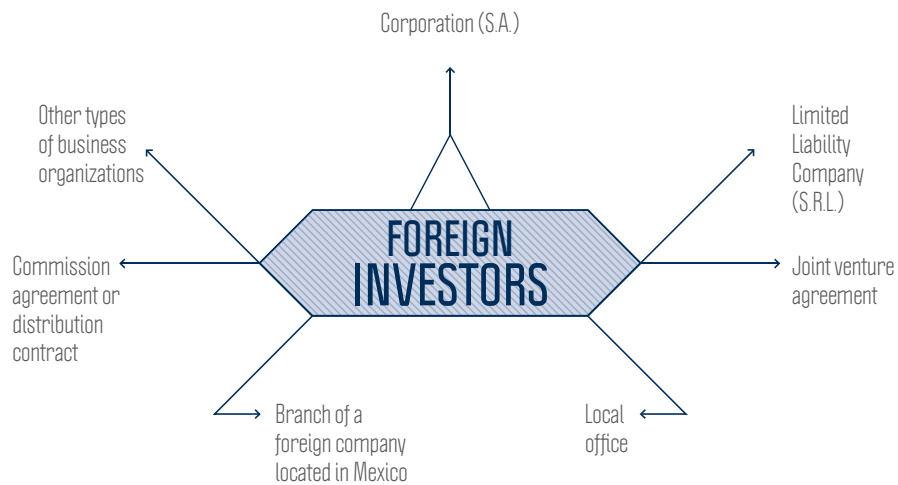 Corporation (S.A.)
Other types
of business
organizations
Limited
Liability
Company
(S.R.L.)
FOREIGN
INVESTORS
Commission
agreement or
distribution
contract
Joint venture
agreement
Branch of a
foreign company
located in Mexico
Local
office